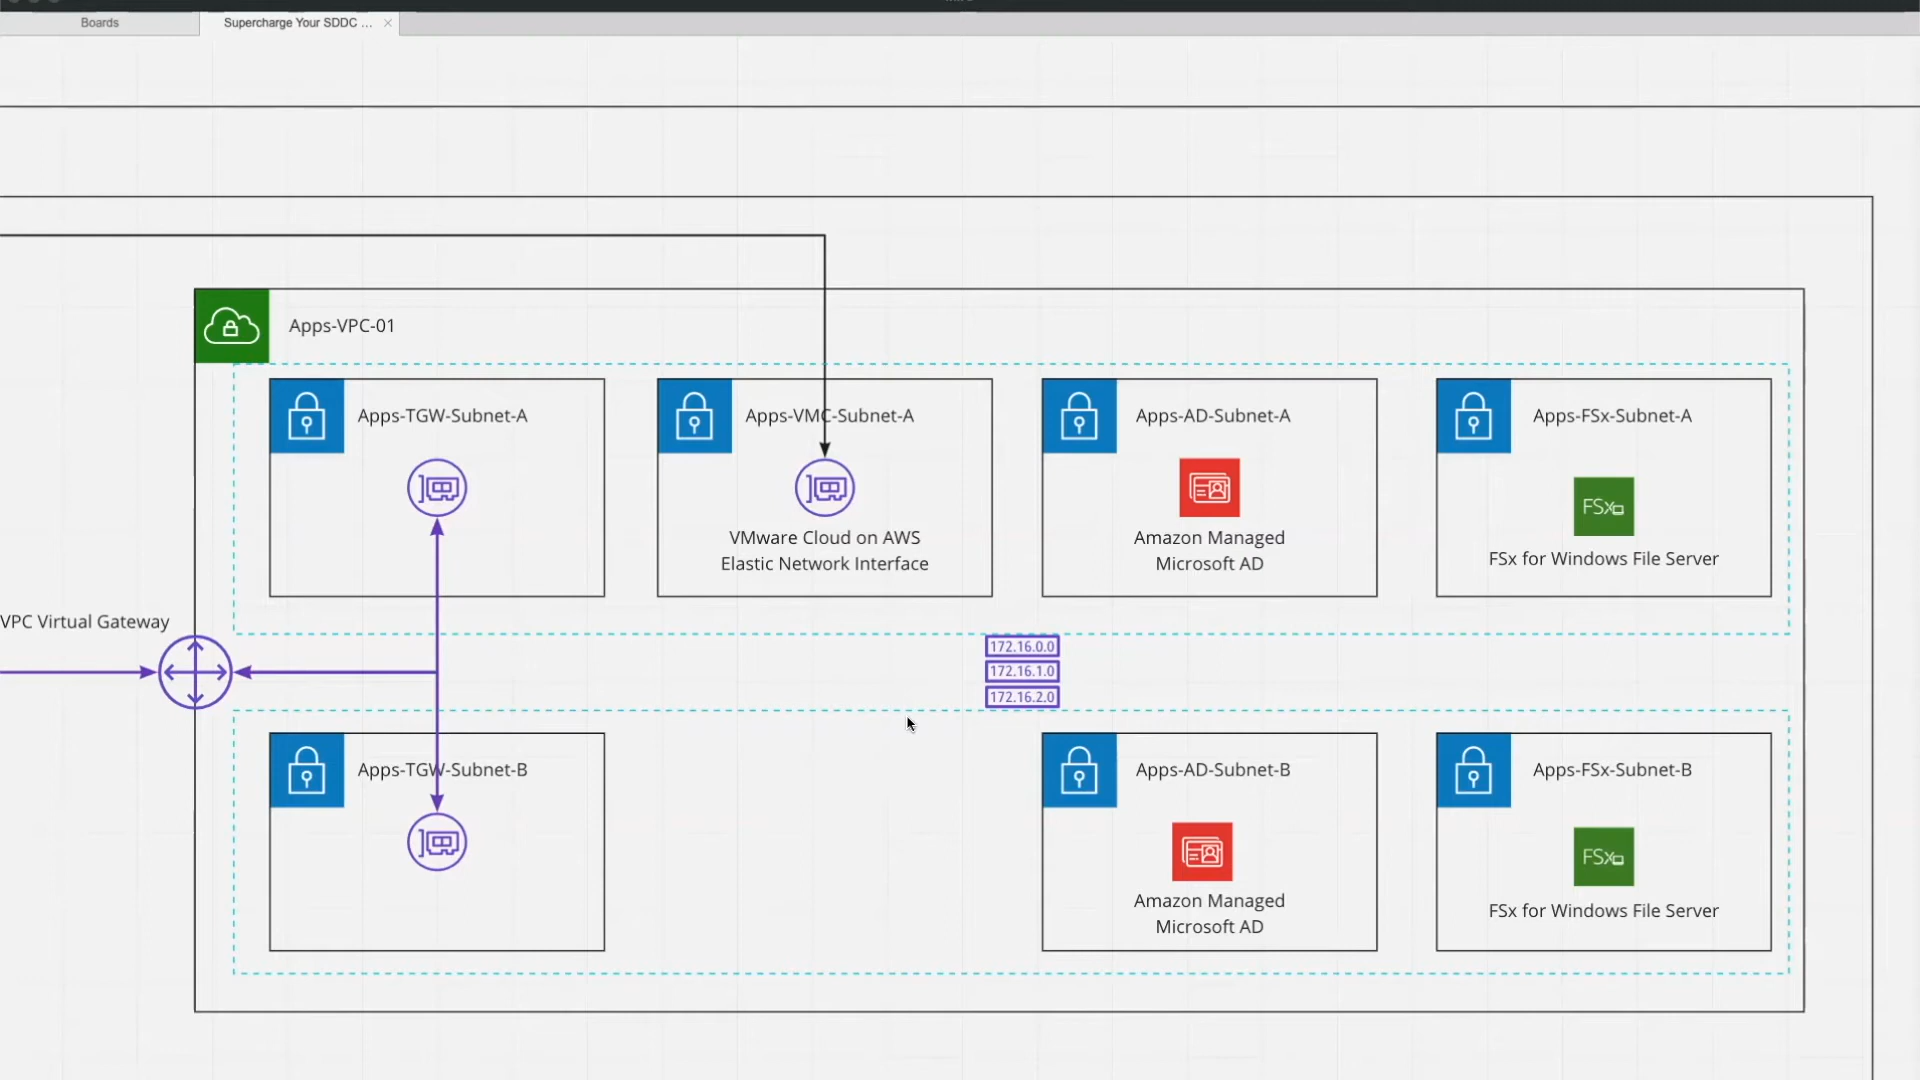 Boards
Supercharge Your SDDC ...
Apps-VPC-01
Apps-TGW-Subnet-A
Apps-VMC-Subnet-A
VMware Cloud on AWS
Elastic Network Interface
Apps-AD-Subnet-A
Amazon Managed
Microsoft AD
Apps-FSx-Subnet-A
FSx
FSx for Windows File Server
VPC Virtual Gateway
172.16.0.0
172.16.1.0
172.16.2.0
Apps-TGW-Subnet-B
Apps-AD-Subnet-B
Amazon Managed
Microsoft AD
Apps-FSx-Subnet-B
FSx
FSx for Windows File Server